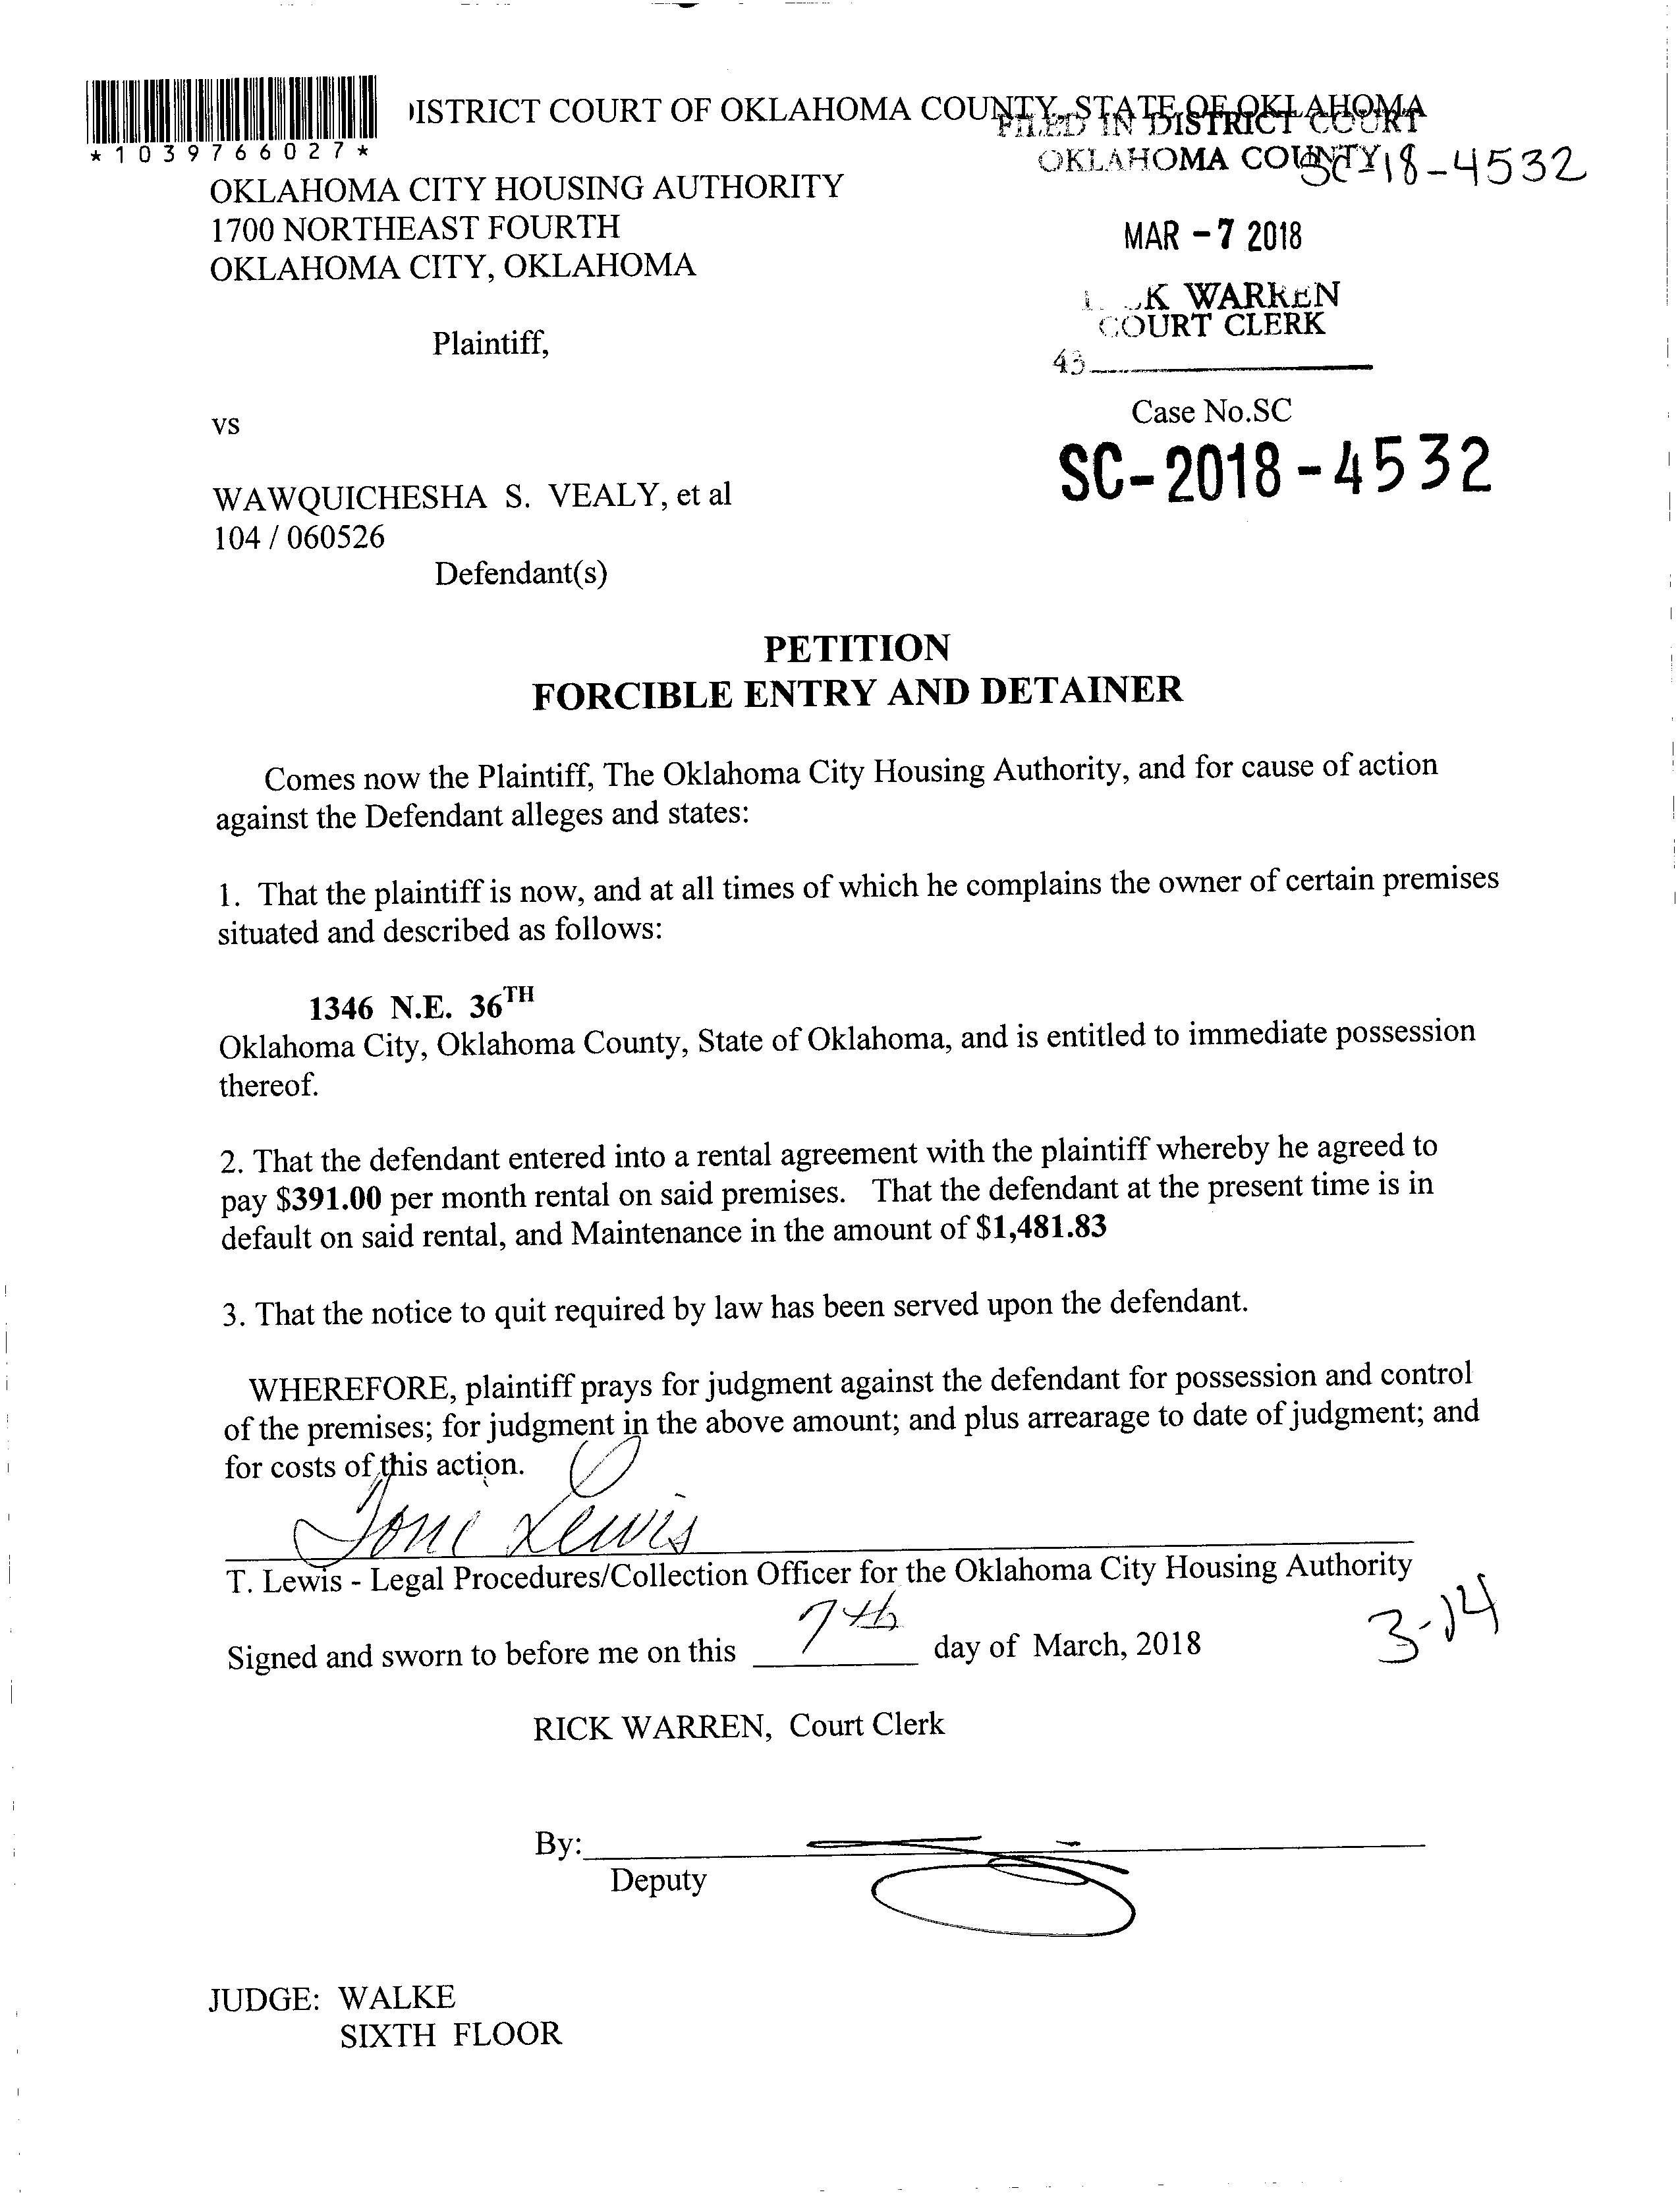 ISTRICT COURT OF OKLAHOMA COUNTY, STATE OF OKLAHOMA
FILED IN DISTRICT COURT
OKLAHOMA COUNTY
SC-18-4532
*1039766027*
OKLAHOMA CITY HOUSING AUTHORITY
1700 NORTHEAST FOURTH
OKLAHOMA CITY, OKLAHOMA
MAR - 7 2018
K WARREN
COURT CLERK
Plaintiff,
43
Case No.SC
vs
SC-2018-4532
WAWQUICHESHA S. VEALY, et al
104 / 060526
Defendant(s)
PETITION
FORCIBLE ENTRY AND DETAINER
Comes now the Plaintiff, The Oklahoma City Housing Authority, and for cause of action
against the Defendant alleges and states:
1. That the plaintiff is now, and at all times of which he complains the owner of certain premises
situated and described as follows:
1346 N.E. 36TH
Oklahoma City, Oklahoma County, State of Oklahoma, and is entitled to immediate possession
thereof.
2. That the defendant entered into a rental agreement with the plaintiff whereby he agreed to
pay $391.00 per month rental on said premises. That the defendant at the present time is in
default on said rental, and Maintenance in the amount of $1,481.83
3. That the notice to quit required by law has been served upon the defendant.
WHEREFORE, plaintiff prays for judgment against the defendant for possession and control
of the premises; for judgment in the above amount; and plus arrearage to date of judgment; and
for costs of this action.
Toni Lewis
T. Lewis - Legal Procedures/Collection Officer for the Oklahoma City Housing Authority
Signed and sworn to before me on this 7th day of March, 2018
3-14
RICK WARREN, Court Clerk
By:
Deputy
JUDGE: WALKE
SIXTH FLOOR